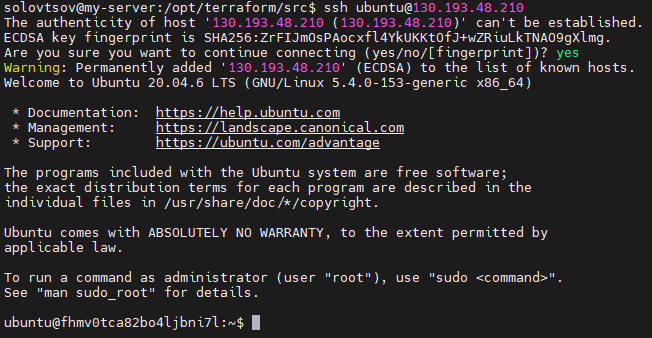 solovtsov@my-server:/opt/terraform/src$ ssh ubuntu@130.193.48.210
The authenticity of host '130.193.48.210 (130.193.48.210)' can't be established.
ECDSA key fingerprint is SHA256:ZrFIJmOsPAocxfl4YkUKKtOfJ+wZRiuLkTNAO9gXlmg.
Are you sure you want to continue connecting (yes/no/[fingerprint])? yes
Warning: Permanently added '130.193.48.210' (ECDSA) to the list of known hosts.
Welcome to Ubuntu 20.04.6 LTS (GNU/Linux 5.4.0-153-generic x86_64)
* Documentation:  https://help.ubuntu.com
* Management:     https://landscape.canonical.com
* Support:        https://ubuntu.com/advantage
The programs included with the Ubuntu system are free software;
the exact distribution terms for each program are described in the
individual files in /usr/share/doc/*/copyright.
Ubuntu comes with ABSOLUTELY NO WARRANTY, to the extent permitted by
applicable law.
To run a command as administrator (user "root"), use "sudo <command>".
See "man sudo_root" for details.
ubuntu@fhmv0tca82bo4ljbni7l:~$